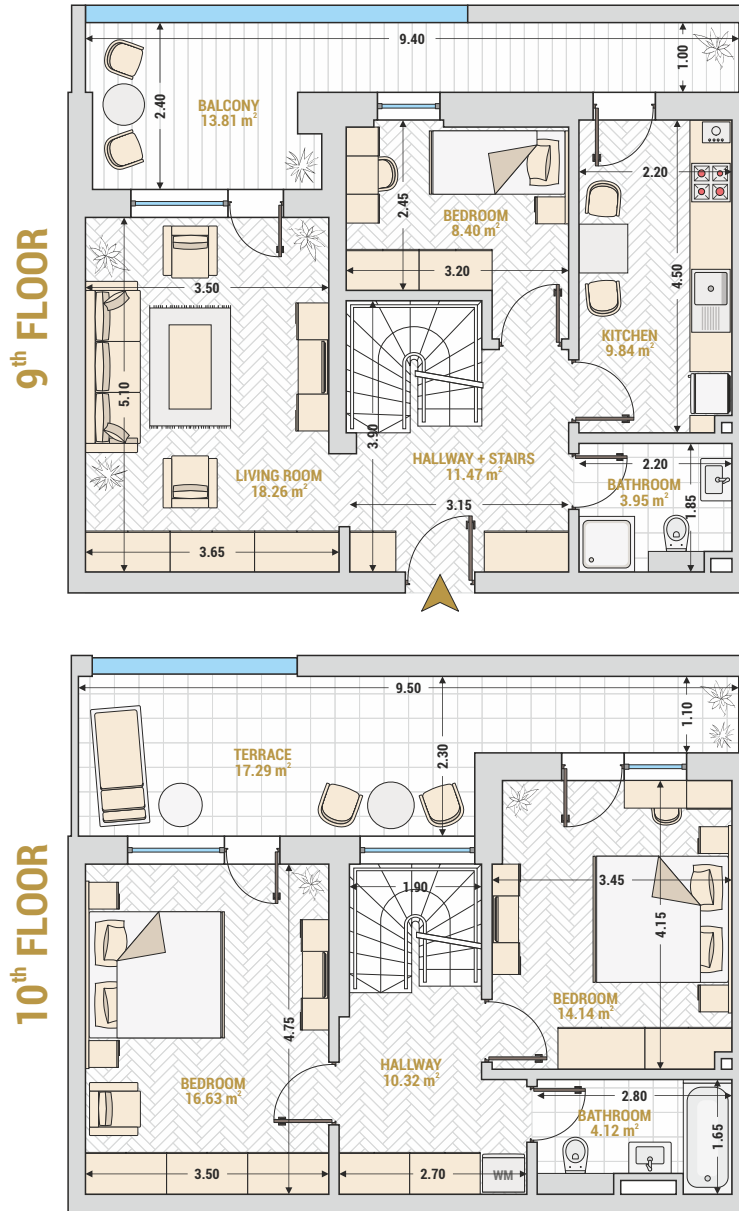 9th FLOOR
9.40
1.00
2.40
BALCONY
13.81 m²
2.45
BEDROOM
8.40 m²
3.20
2.20
4.50
KITCHEN
9.84 m²
3.50
5.10
LIVING ROOM
18.26 m²
3.65
3.90
HALLWAY + STAIRS
11.47 m²
3.15
2.20
BATHROOM
3.95 m²
1.85
10th FLOOR
9.50
1.10
2.30
TERRACE
17.29 m²
1.90
3.45
4.15
BEDROOM
14.14 m²
4.75
BEDROOM
16.63 m²
3.50
HALLWAY
10.32 m²
2.70
WM
2.80
BATHROOM
4.12 m²
1.65